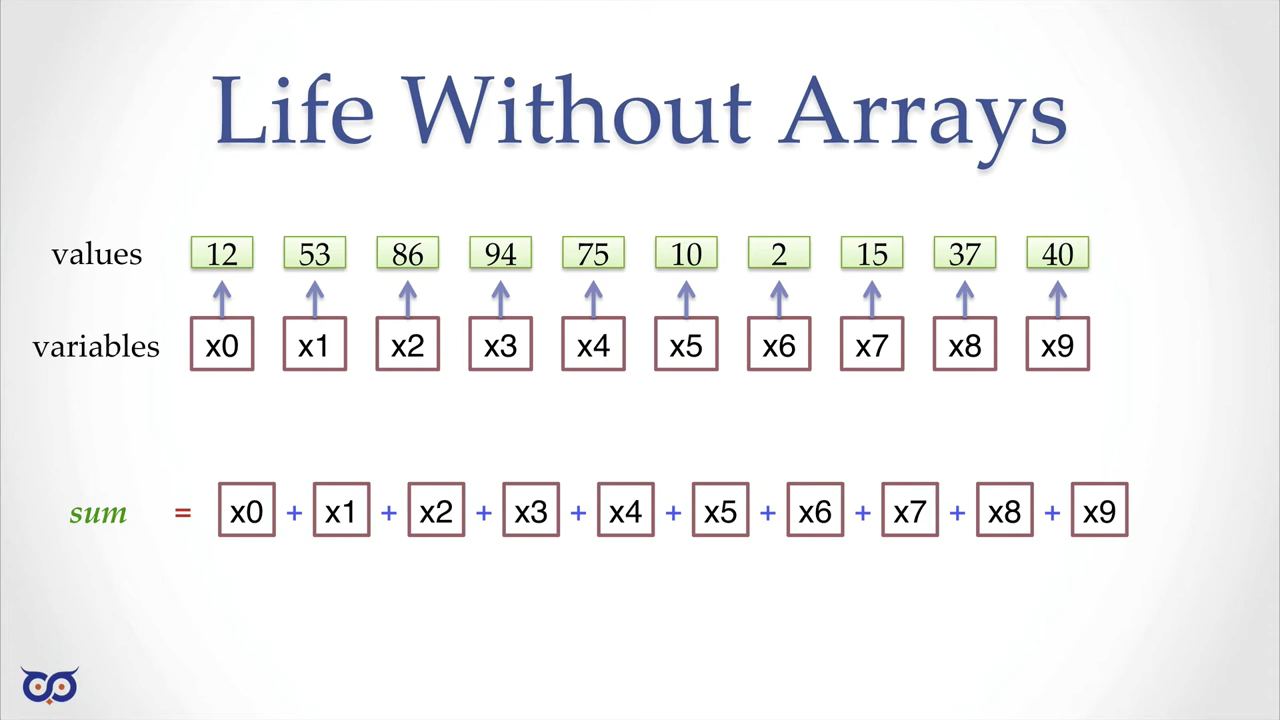 Life Without Arrays
values 12 53 86 94 75 10 2 15 37 40
variables x0 x1 x2 x3 x4 x5 x6 x7 x8 x9
sum = x0 + x1 + x2 + x3 + x4 + x5 + x6 + x7 + x8 + x9